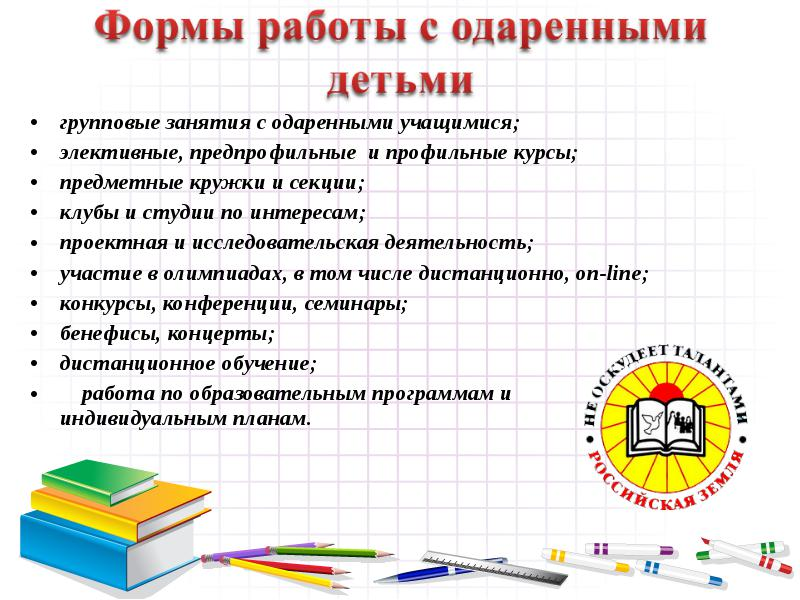 Формы работы с одаренными
детьми
• групповые занятия с одаренными учащимися;
• элективные, предпрофильные и профильные курсы;
• предметные кружки и секции;
• клубы и студии по интересам;
• проектная и исследовательская деятельность;
• участие в олимпиадах, в том числе дистанционно, on-line;
• конкурсы, конференции, семинары;
• бенефисы, концерты;
• дистанционное обучение;
• работа по образовательным программам и
индивидуальным планам.
НЕ ОСКУДЕЕТ ТАЛАНТАМИ
РОССИЙСКАЯ ЗЕМЛЯ